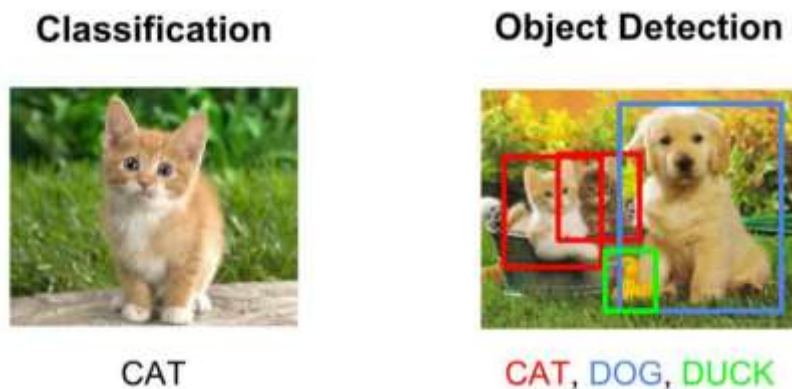 Classification
Object Detection
CAT
CAT, DOG, DUCK